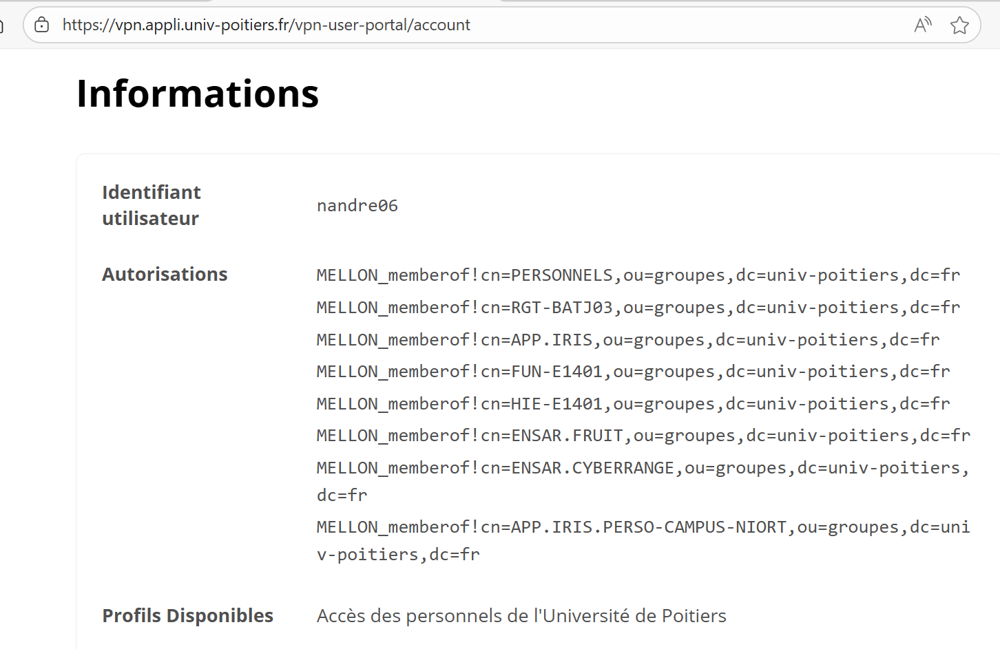 https://vpn.appli.univ-poitiers.fr/vpn-user-portal/account
Informations
Identifiant
utilisateur
nandre06
Autorisations
MELLON_memberof!cn=PERSONNELS,ou=groupes,dc=univ-poitiers,dc=fr
MELLON_memberof!cn=RGT-BATJ03,ou=groupes,dc=univ-poitiers,dc=fr
MELLON_memberof!cn=APP.IRIS,ou=groupes,dc=univ-poitiers,dc=fr
MELLON_memberof!cn=FUN-E1401,ou=groupes,dc=univ-poitiers,dc=fr
MELLON_memberof!cn=HIE-E1401,ou=groupes,dc=univ-poitiers,dc=fr
MELLON_memberof!cn=ENSAR.FRUIT,ou=groupes,dc=univ-poitiers,dc=fr
MELLON_memberof!cn=ENSAR.CYBERRANGE,ou=groupes,dc=univ-poitiers,
dc=fr
MELLON_memberof!cn=APP.IRIS.PERSO-CAMPUS-NIORT,ou=groupes,dc=uni
v-poitiers,dc=fr
Profils Disponibles
Accès des personnels de l'Université de Poitiers